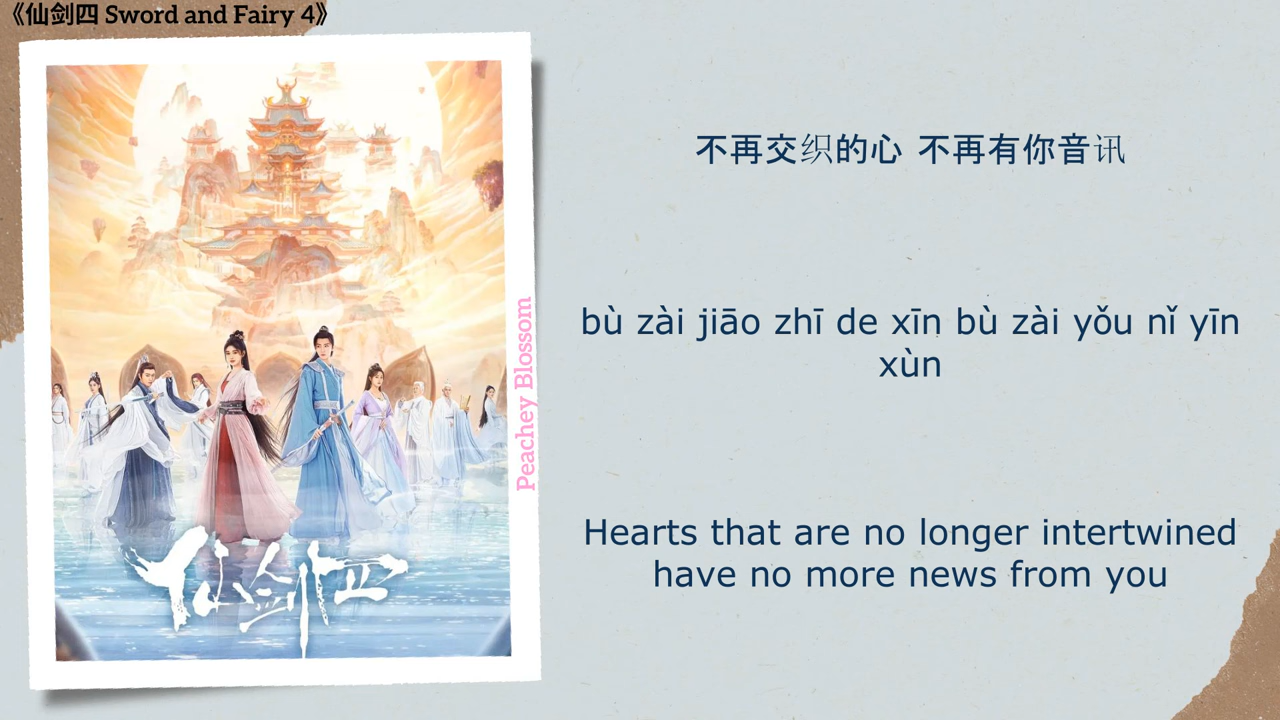 《仙剑四 Sword and Fairy 4》
不再交织的心 不再有你音讯
bù zài jiāo zhī de xīn bù zài yǒu nǐ yīn
xùn
Hearts that are no longer intertwined
have no more news from you
Peachey Blossom
仙剑四